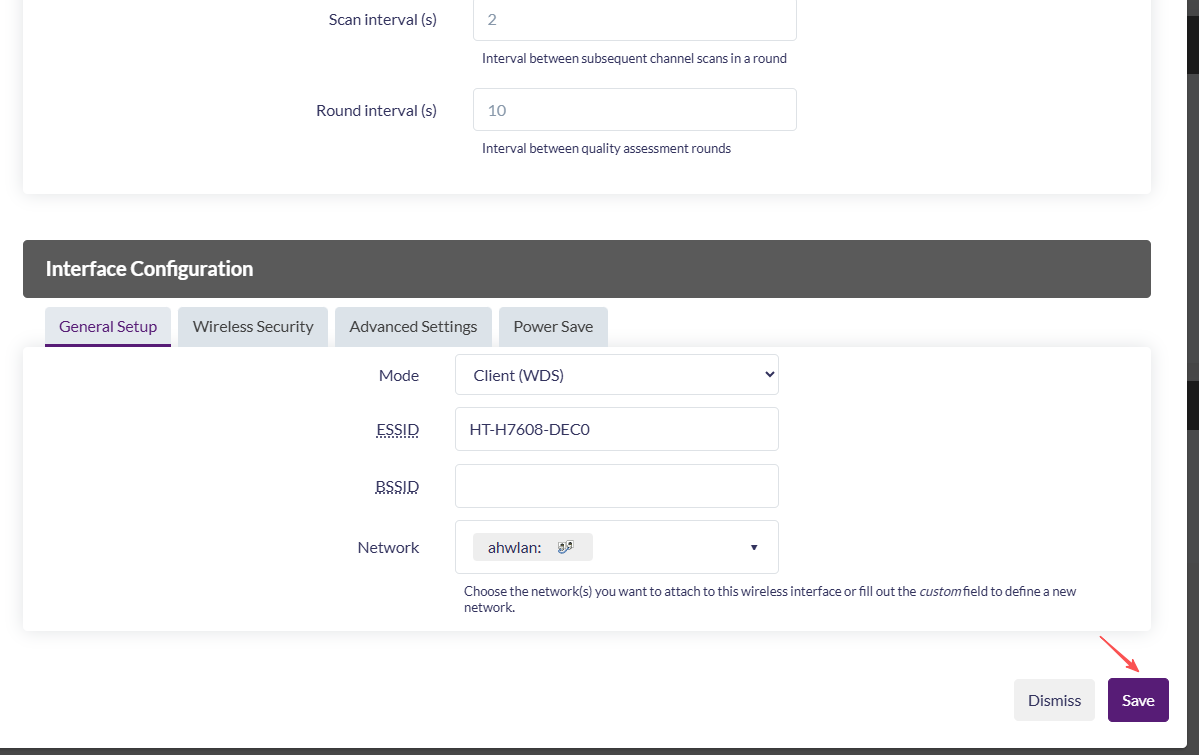 Scan interval (s)
2
Interval between subsequent channel scans in a round
Round interval (s)
10
Interval between quality assessment rounds
Interface Configuration
General Setup
Wireless Security
Advanced Settings
Power Save
Mode
Client (WDS)
ESSID
HT-H7608-DEC0
BSSID
Network
ahwlan:
Choose the network(s) you want to attach to this wireless interface or fill out the custom field to define a new
network.
Dismiss
Save